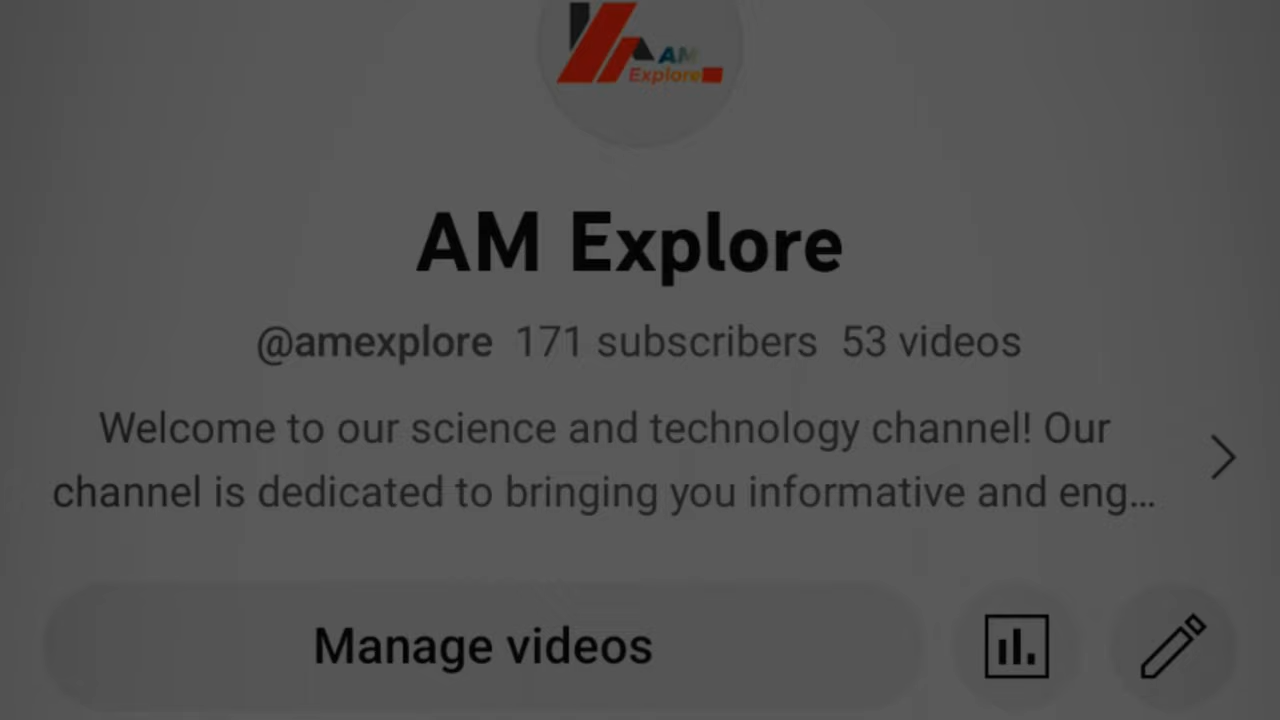 AM
Explore
AM Explore
@amexplore 171 subscribers 53 videos
Welcome to our science and technology channel! Our
channel is dedicated to bringing you informative and eng...
Manage videos